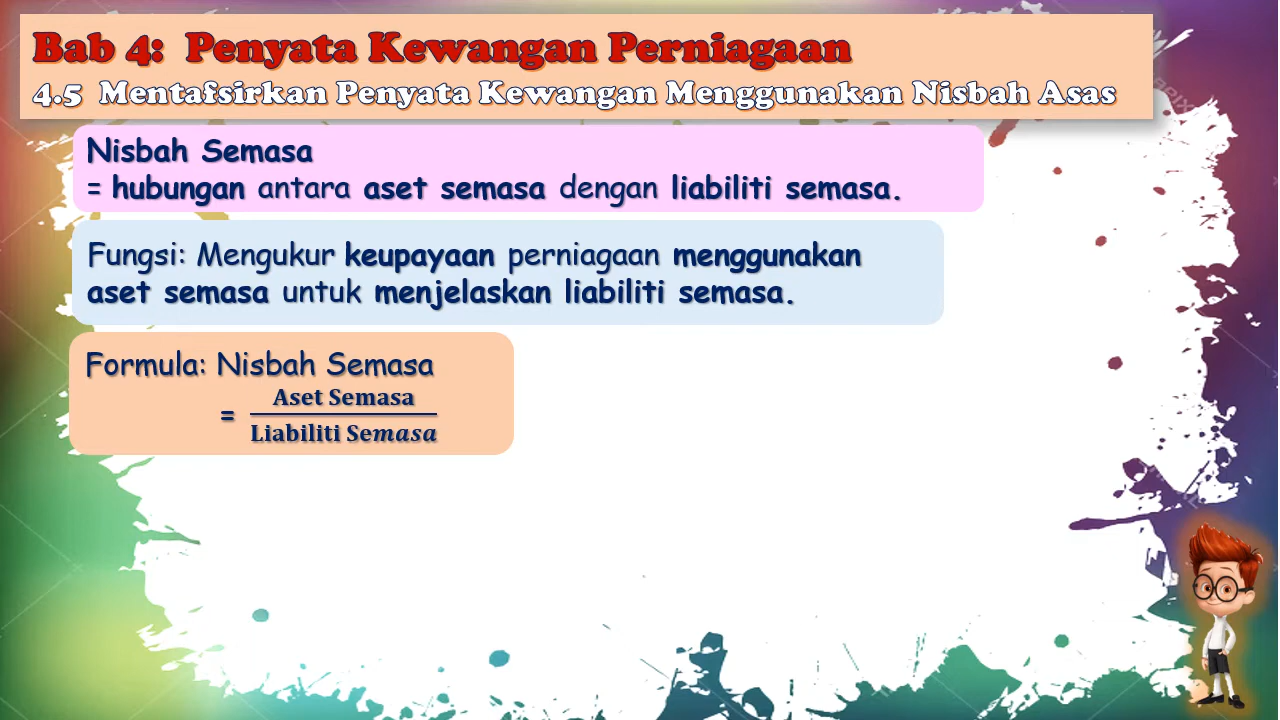 Bab 4: Penyata Kewangan Perniagaan
4.5 Mentafsirkan Penyata Kewangan Menggunakan Nisbah Asas
Nisbah Semasa
= hubungan antara aset semasa dengan liabiliti semasa.
Fungsi: Mengukur keupayaan perniagaan menggunakan
aset semasa untuk menjelaskan liabiliti semasa.
Formula: Nisbah Semasa
Aset Semasa
=
Liabiliti Semasa